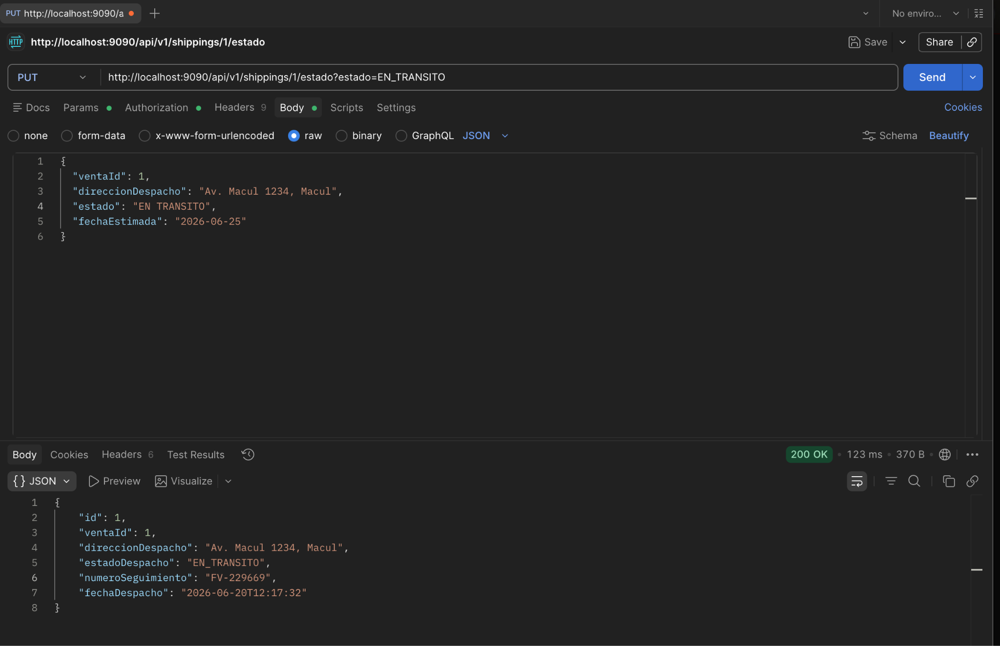 PUT http://localhost:9090/a
No enviro...
HTTP http://localhost:9090/api/v1/shippings/1/estado
Save
Share
PUT http://localhost:9090/api/v1/shippings/1/estado?estado=EN_TRANSITO
Send
Docs Params Authorization Headers 9 Body Scripts Settings Cookies
none form-data x-www-form-urlencoded raw binary GraphQL JSON Schema Beautify
1 {
2 "ventaId": 1,
3 "direccionDespacho": "Av. Macul 1234, Macul",
4 "estado": "EN TRANSITO",
5 "fechaEstimada": "2026-06-25"
6 }
Body Cookies Headers 6 Test Results 200 OK • 123 ms • 370 B •
{} JSON Preview Visualize
1 {
2 "id": 1,
3 "ventaId": 1,
4 "direccionDespacho": "Av. Macul 1234, Macul",
5 "estadoDespacho": "EN_TRANSITO",
6 "numeroSeguimiento": "FV-229669",
7 "fechaDespacho": "2026-06-20T12:17:32"
8 }